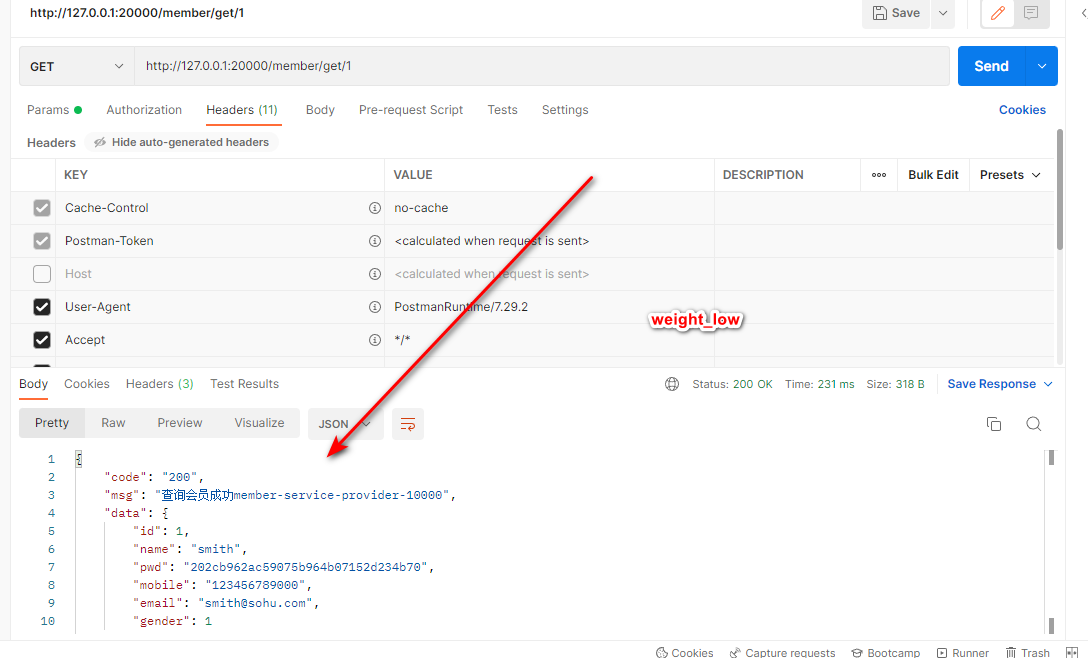 http://127.0.0.1:20000/member/get/1
Save
GET http://127.0.0.1:20000/member/get/1 Send
Params Authorization Headers (11) Body Pre-request Script Tests Settings Cookies
Headers Hide auto-generated headers
KEY VALUE DESCRIPTION ooo Bulk Edit Presets
Cache-Control no-cache
Postman-Token <calculated when request is sent>
Host <calculated when request is sent>
User-Agent PostmanRuntime/7.29.2
weight_low
Accept */*
Body Cookies Headers (3) Test Results Status: 200 OK Time: 231 ms Size: 318 B Save Response
Pretty Raw Preview Visualize JSON
1 {
2 "code": "200",
3 "msg": "查询会员成功member-service-provider-10000",
4 "data": {
5 "id": 1,
6 "name": "smith",
7 "pwd": "202cb962ac59075b964b07152d234b70",
8 "mobile": "123456789000",
9 "email": "smith@sohu.com",
10 "gender": 1
Cookies Capture requests Bootcamp Runner Trash